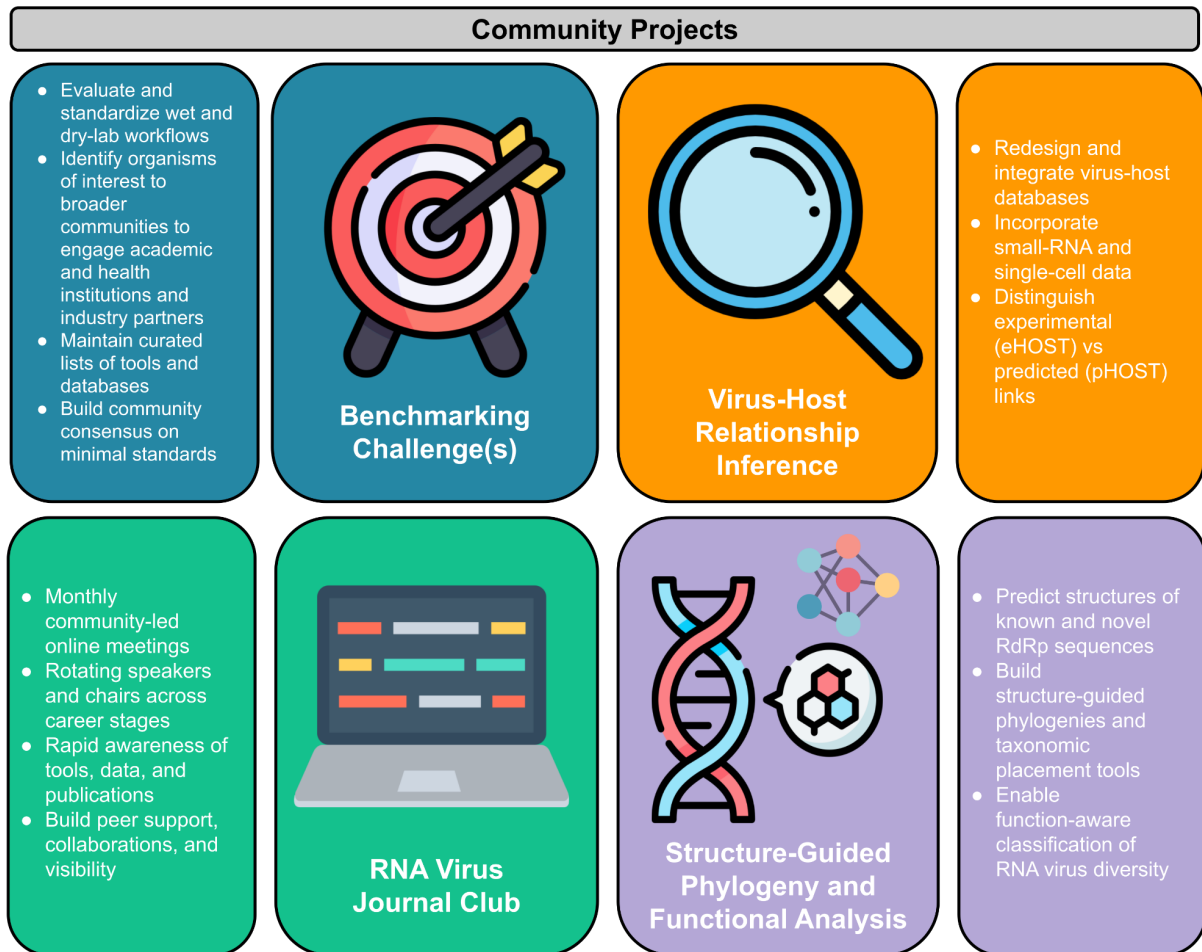 Community Projects
● Evaluate and
standardize wet and
dry-lab workflows
● Identify organisms
of interest to
broader
communities to
engage academic
and health
institutions and
industry partners
● Maintain curated
lists of tools and
databases
● Build community
consensus on
minimal standards
Benchmarking
Challenge(s)
Virus-Host
Relationship
Inference
● Redesign and
integrate virus-host
databases
● Incorporate
small-RNA and
single-cell data
● Distinguish
experimental
(eHOST) vs
predicted (pHOST)
links
● Monthly
community-led
online meetings
● Rotating speakers
and chairs across
career stages
● Rapid awareness of
tools, data, and
publications
● Build peer support,
collaborations, and
visibility
RNA Virus
Journal Club
Structure-Guided
Phylogeny and
Functional Analysis
● Predict structures of
known and novel
RdRp sequences
● Build
structure-guided
phylogenies and
taxonomic
placement tools
● Enable
function-aware
classification of
RNA virus diversity